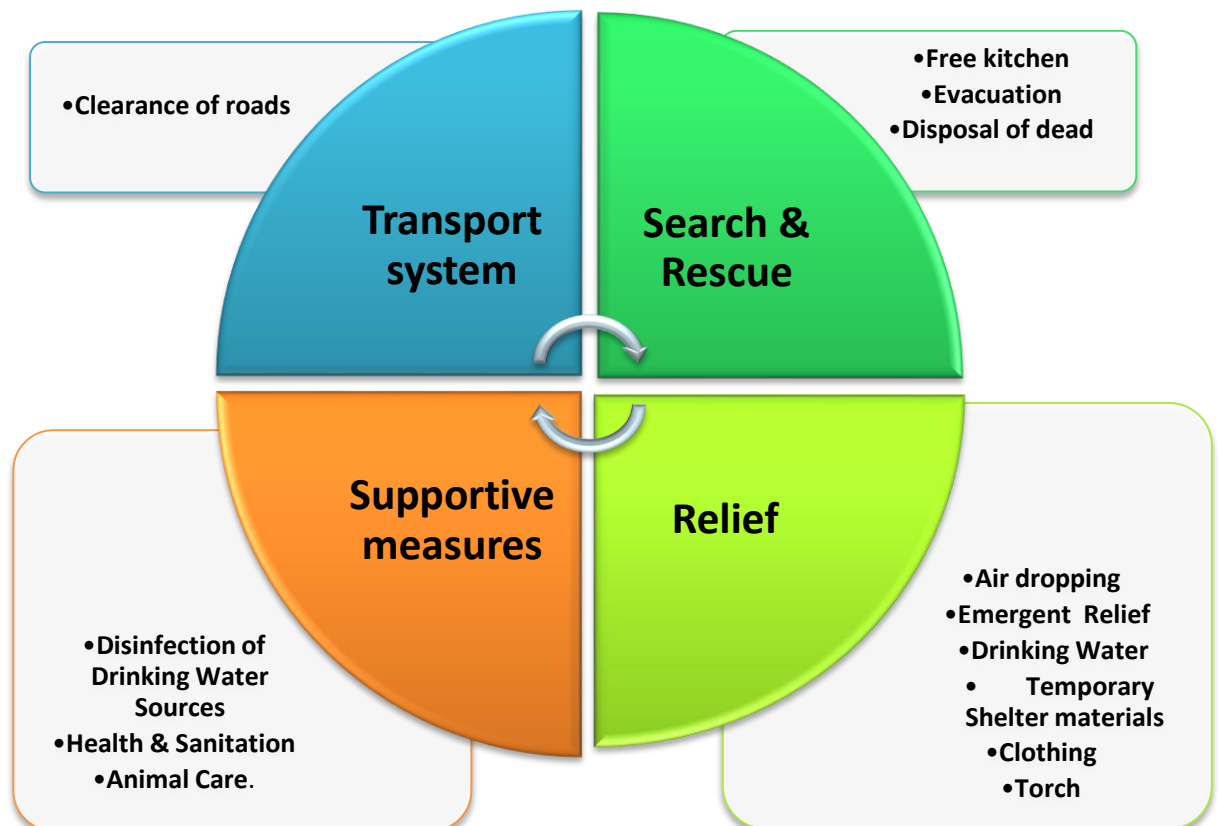 •Clearance of roads
•Free kitchen
•Evacuation
•Disposal of dead
Transport
system
Search &
Rescue
Supportive
measures
Relief
•Disinfection of
Drinking Water
Sources
•Health & Sanitation
•Animal Care.
•Air dropping
•Emergent Relief
•Drinking Water
• Temporary
Shelter materials
•Clothing
•Torch